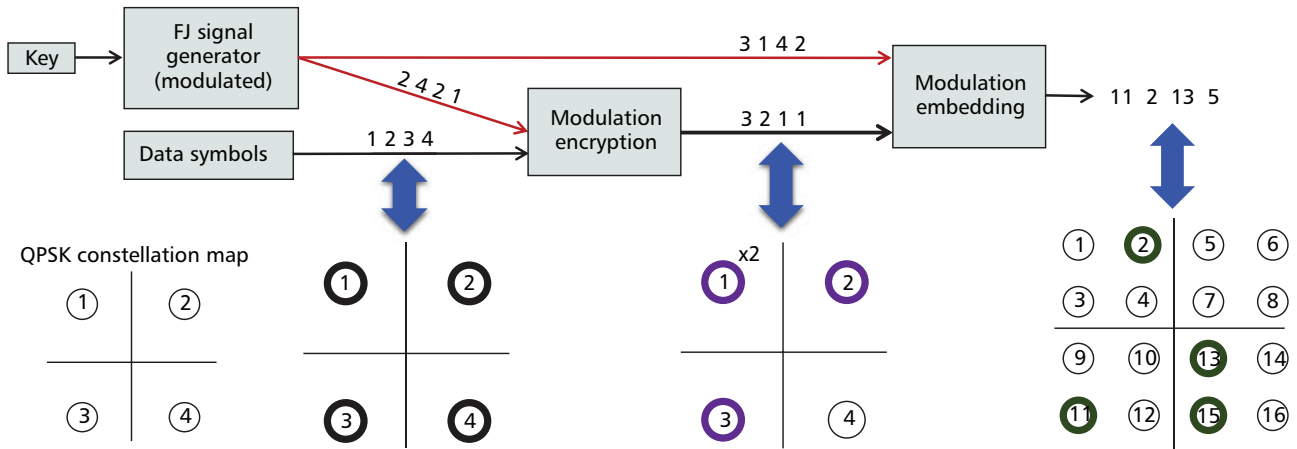 Key
FJ signal
generator
(modulated)
3 1 4 2
2 4 2 1
Modulation
embedding
11 2 13 5
Data symbols
1 2 3 4
Modulation
encryption
3 2 1 1
QPSK constellation map
1 2
3 4
1 2
3 4
x2
1 2
3 4
1 2 5 6
3 4 7 8
9 10 13 14
11 12 15 16